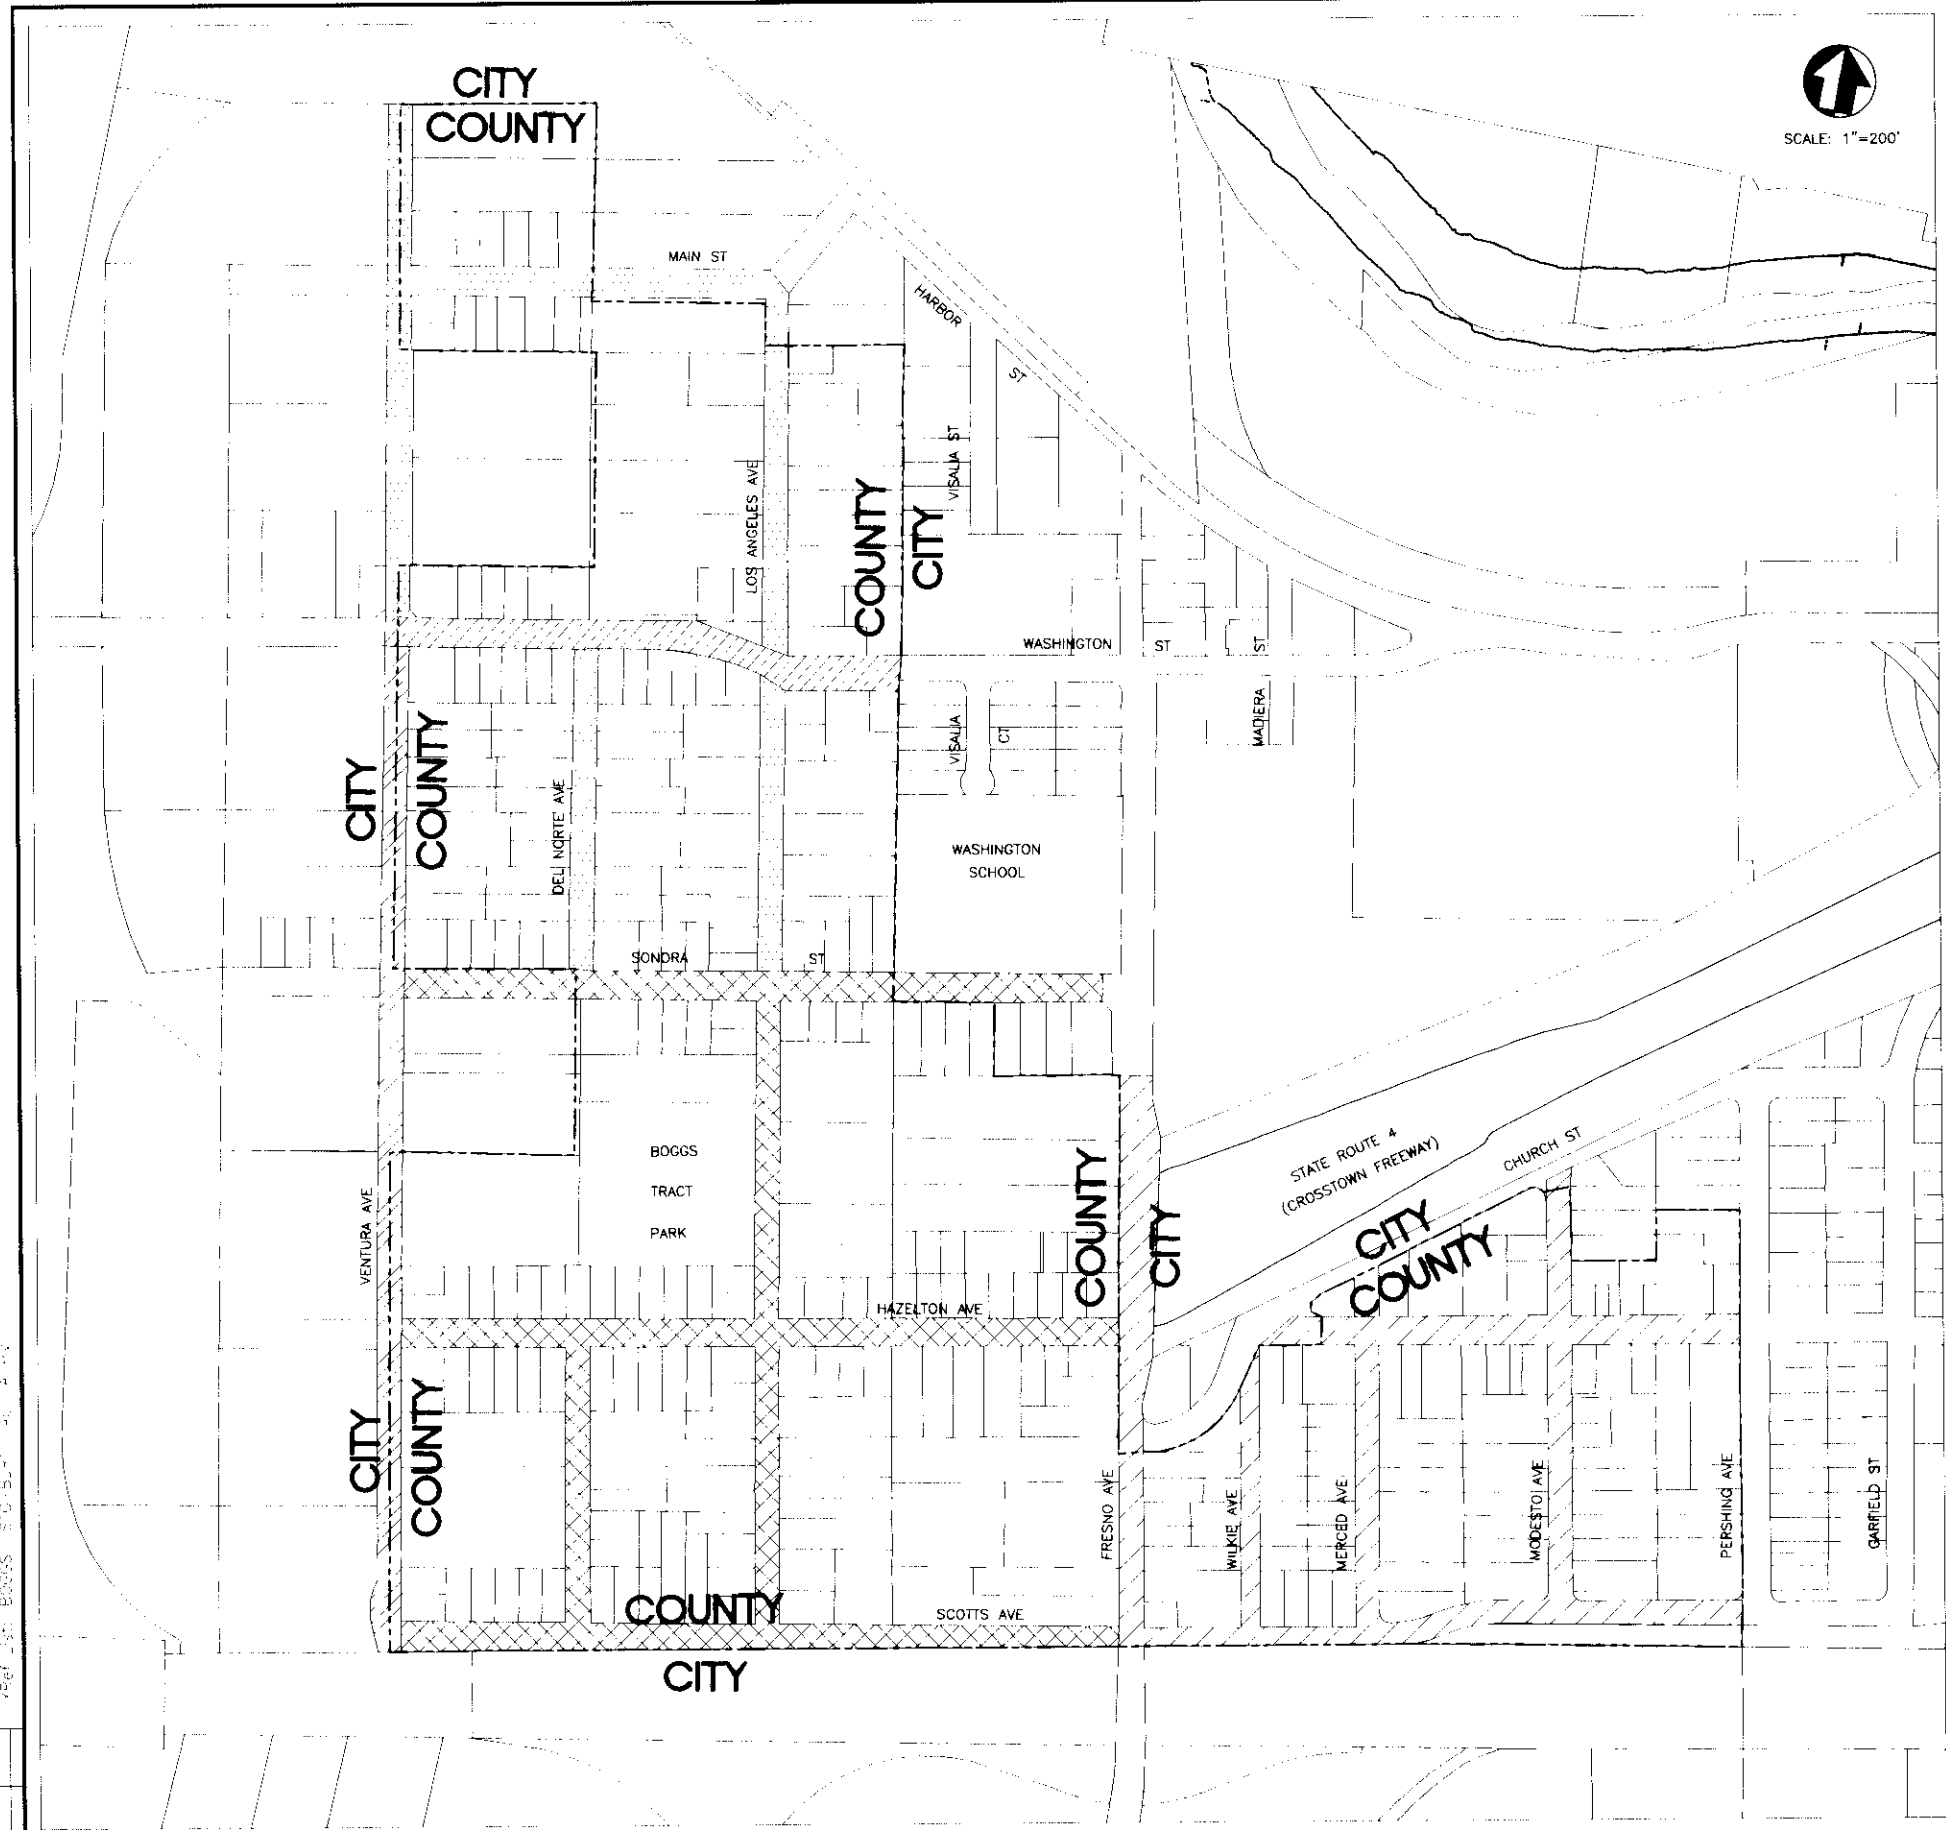 CITY
COUNTY
SCALE: 1"=200'
MAIN ST
HARBOR
ST
VISALIA ST
LOS ANGELES AVE
COUNTY
CITY
WASHINGTON
ST
MADIERA ST
CITY
COUNTY
DEL NORTE AVE
VISALIA
CT
WASHINGTON
SCHOOL
SONDRA
ST
BOGGS
TRACT
PARK
VENTURA AVE
COUNTY
CITY
STATE ROUTE 4
(CROSSTOWN FREEWAY)
CHURCH ST
CITY
COUNTY
HAZELTON AVE
CITY
COUNTY
FRESNO AVE
WILKIE AVE
MERCED AVE
MODESTO AVE
PERSHING AVE
GARFIELD ST
COUNTY
SCOTTS AVE
CITY